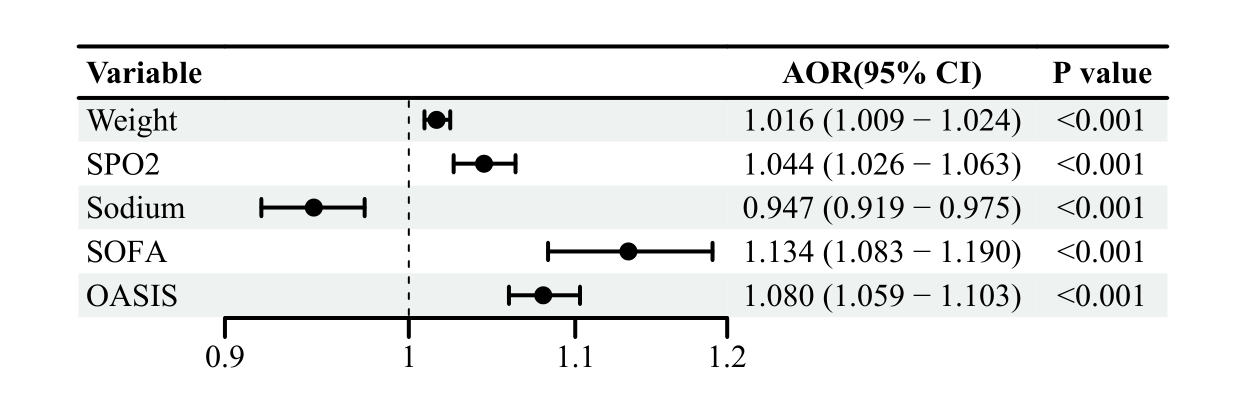 Variable AOR(95% CI) P value
Weight 1.016 (1.009 − 1.024) <0.001
SPO2 1.044 (1.026 − 1.063) <0.001
Sodium 0.947 (0.919 − 0.975) <0.001
SOFA 1.134 (1.083 − 1.190) <0.001
OASIS 1.080 (1.059 − 1.103) <0.001
0.9 1 1.1 1.2